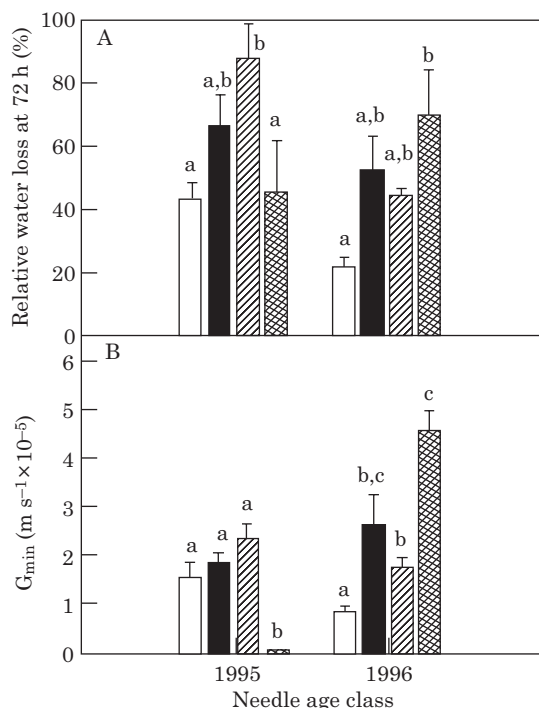 A
Relative water loss at 72 h (%)
100
80
60
40
20
0
a
a,b
b
a
a
a,b
a,b
b
B
G_min (m s⁻¹×10⁻⁵)
6
5
4
3
2
1
0
a
a
a
b
a
b,c
b
c
1995
1996
Needle age class